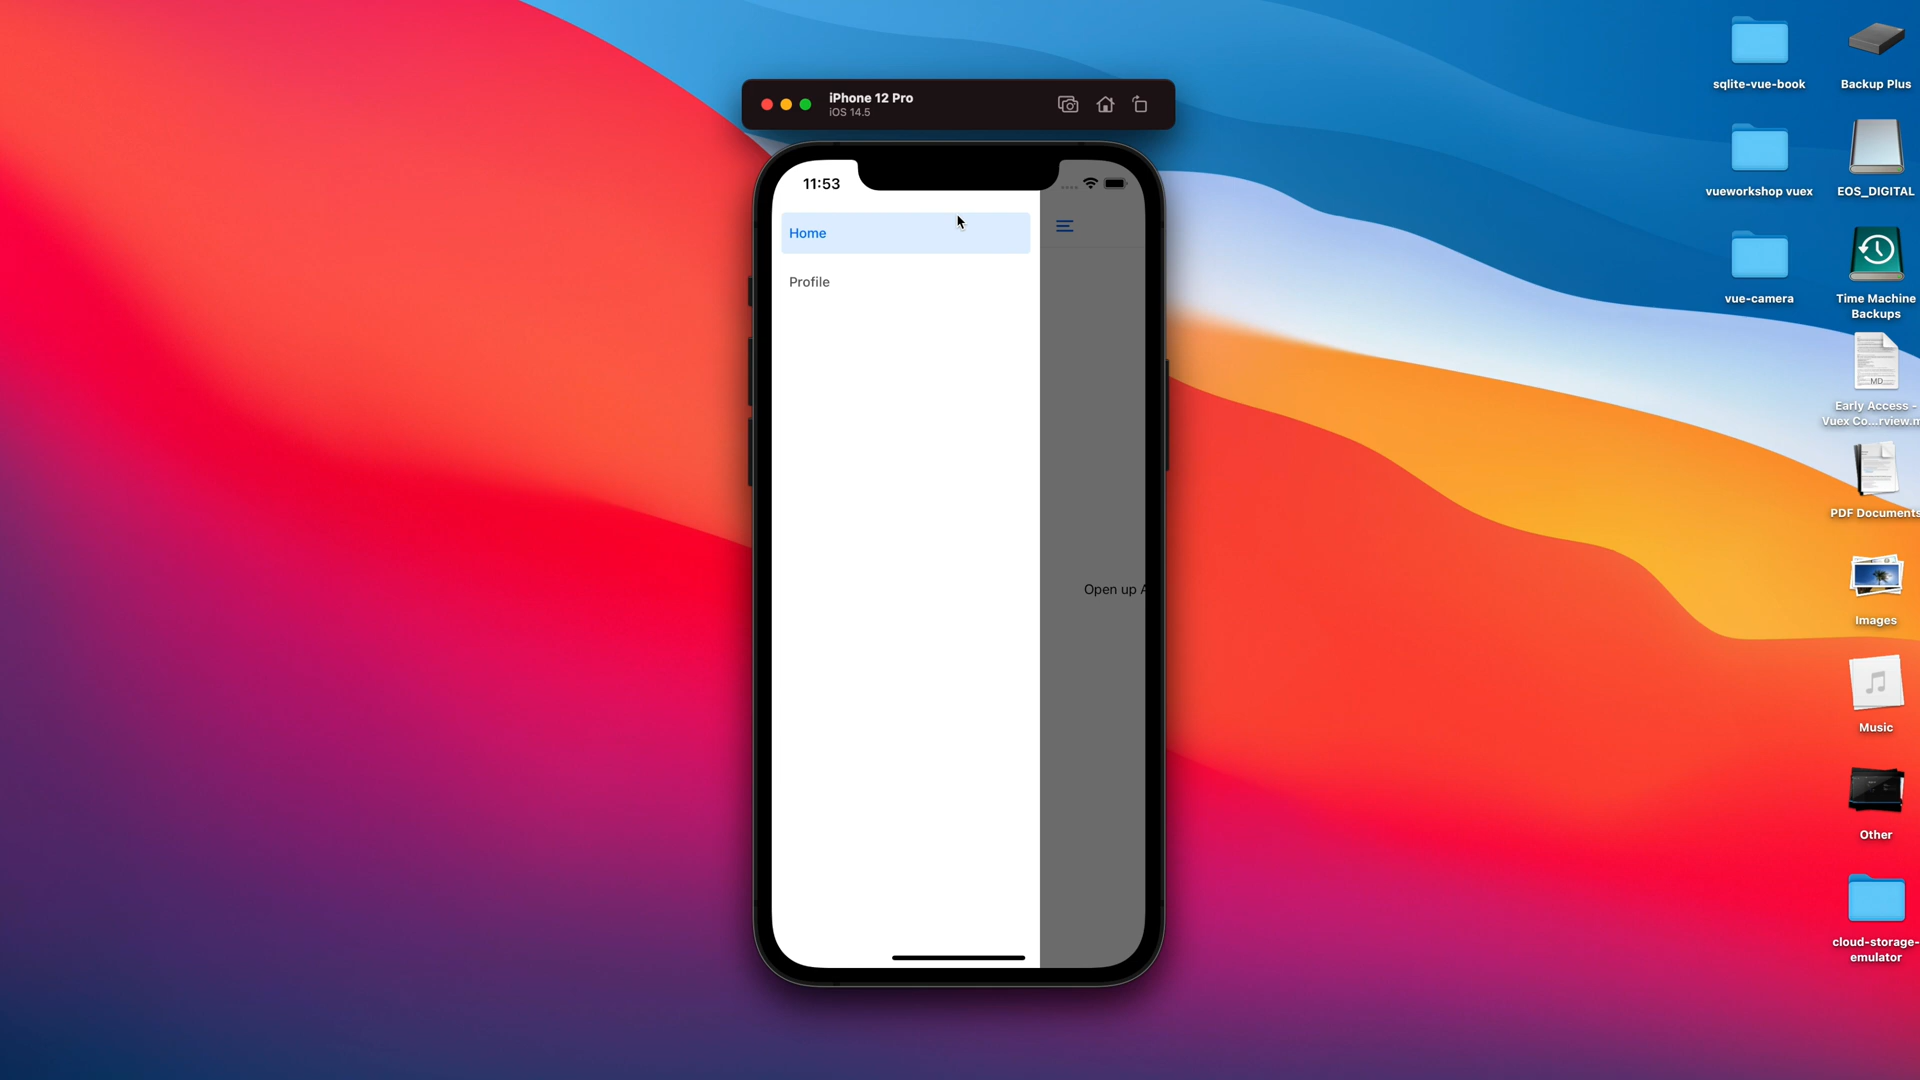 iPhone 12 Pro
iOS 14.5
11:53
Home
Profile
Open up A
sqlite-vue-book
Backup Plus
vueworkshop vuex
EOS_DIGITAL
vue-camera
Time Machine
Backups
MD
Early Access -
Vuex Co...rview.m
PDF Documents
Images
Music
Other
cloud-storage-
emulator